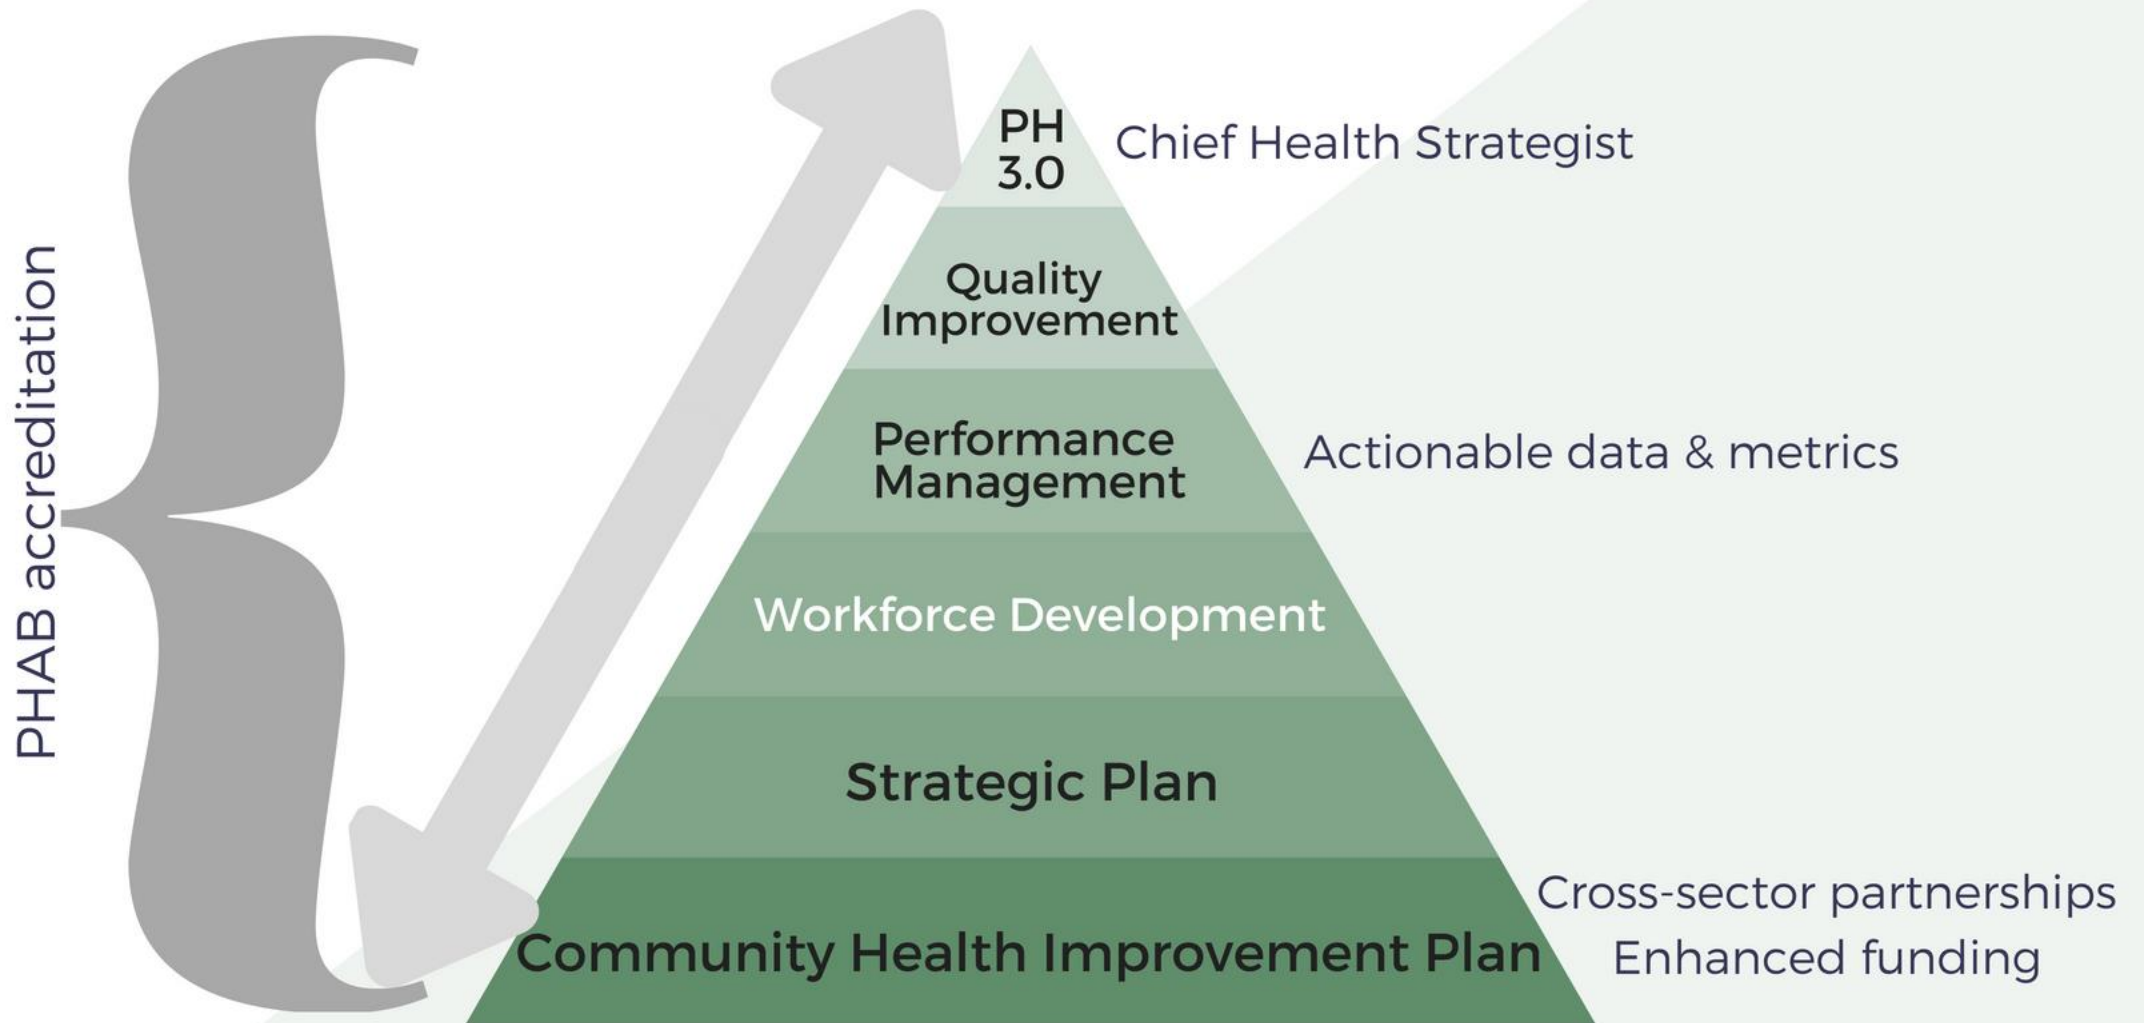 PHAB accreditation
PH
3.0
Chief Health Strategist
Quality
Improvement
Performance
Management
Actionable data & metrics
Workforce Development
Strategic Plan
Community Health Improvement Plan
Cross-sector partnerships
Enhanced funding